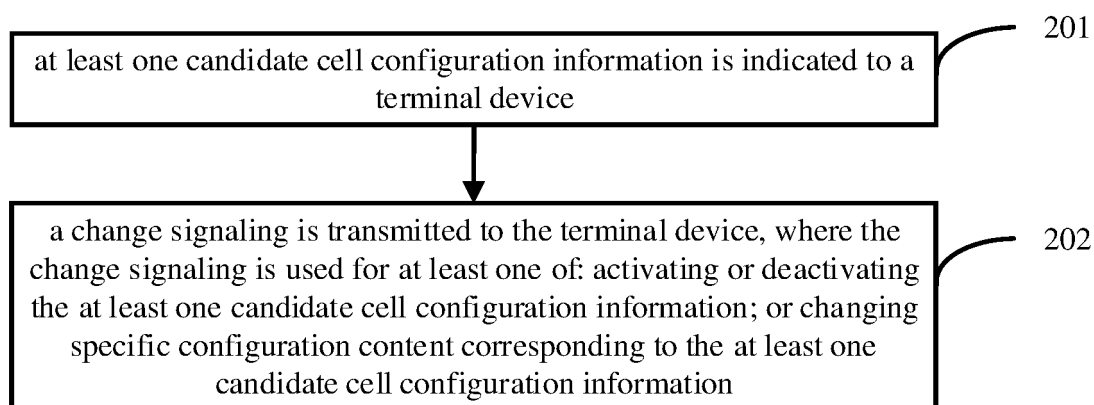 201
at least one candidate cell configuration information is indicated to a
terminal device
202
a change signaling is transmitted to the terminal device, where the
change signaling is used for at least one of: activating or deactivating
the at least one candidate cell configuration information; or changing
specific configuration content corresponding to the at least one
candidate cell configuration information